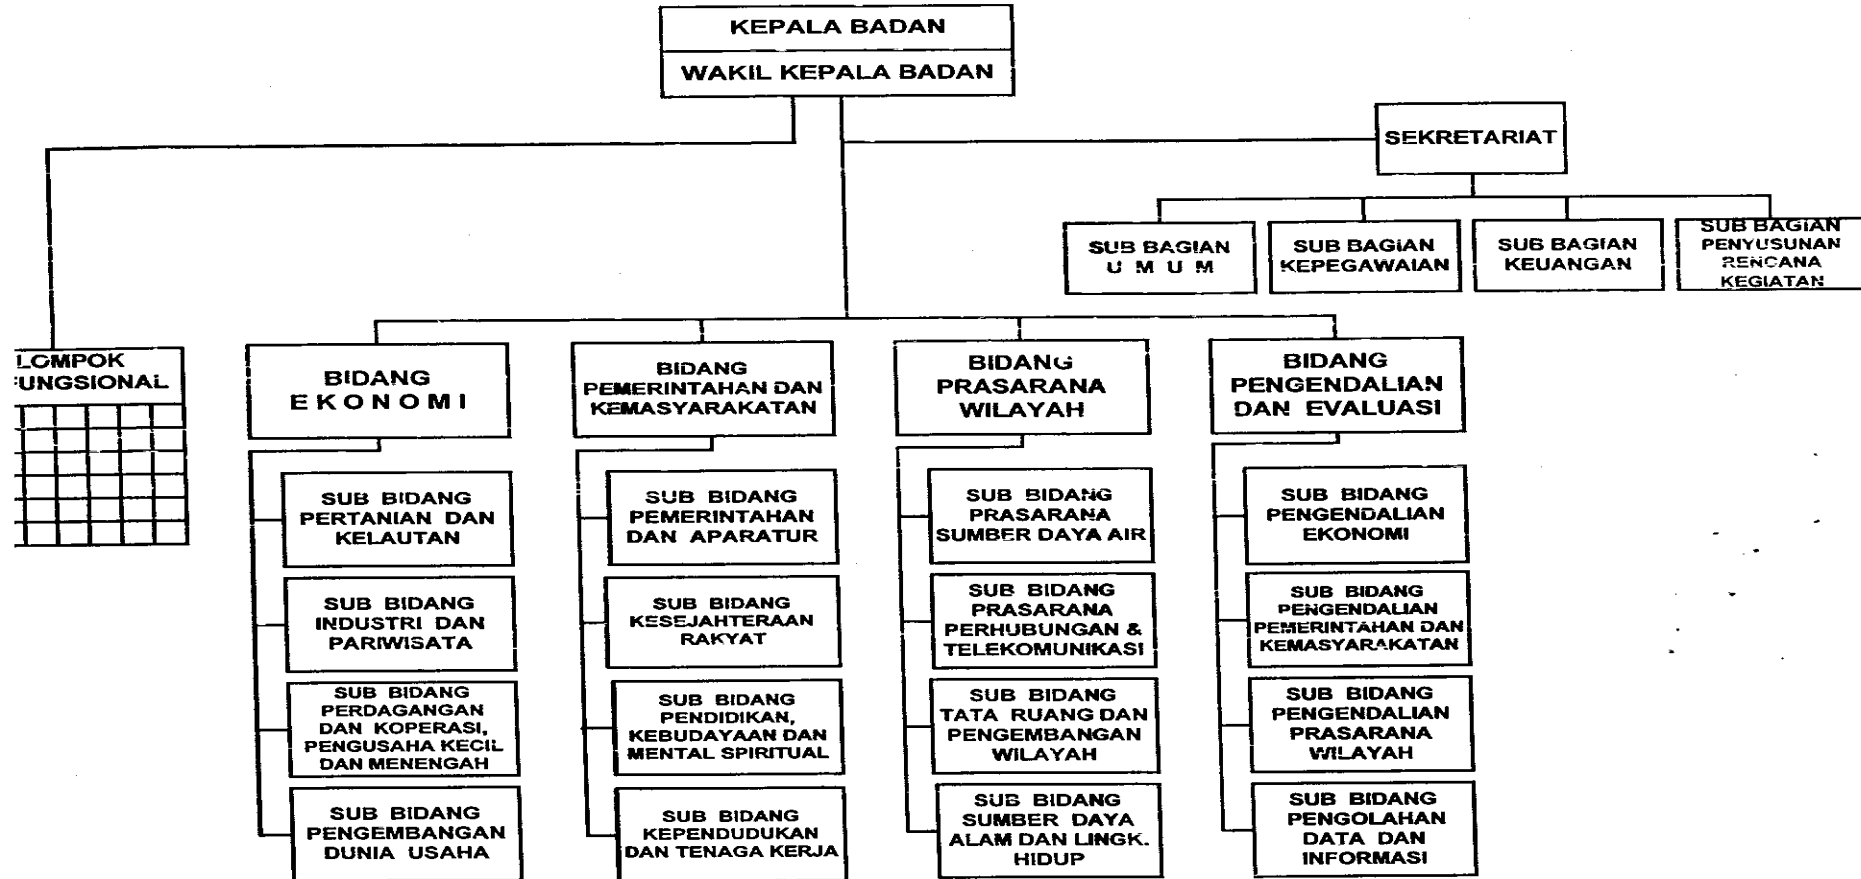 KEPALA BADAN
WAKIL KEPALA BADAN
SEKRETARIAT
SUB BAGIAN
U M U M
SUB BAGIAN
KEPEGAWAIAN
SUB BAGIAN
KEUANGAN
SUB BAGIAN
PENYUSUNAN
RENCANA
KEGIATAN
LOMPOK
FUNGSIONAL
BIDANG
E K O N O M I
BIDANG
PEMERINTAHAN DAN
KEMASYARAKATAN
BIDANG
PRASARANA
WILAYAH
BIDANG
PENGENDALIAN
DAN EVALUASI
SUB BIDANG
PERTANIAN DAN
KELAUTAN
SUB BIDANG
INDUSTRI DAN
PARIWISATA
SUB BIDANG
PERDAGANGAN
DAN KOPERASI,
PENGUSAHA KECIL
DAN MENENGAH
SUB BIDANG
PENGEMBANGAN
DUNIA USAHA
SUB BIDANG
PEMERINTAHAN
DAN APARATUR
SUB BIDANG
KESEJAHTERAAN
RAKYAT
SUB BIDANG
PENDIDIKAN,
KEBUDAYAAN DAN
MENTAL SPIRITUAL
SUB BIDANG
KEPENDUDUKAN
DAN TENAGA KERJA
SUB BIDANG
PRASARANA
SUMBER DAYA AIR
SUB BIDANG
PRASARANA
PERHUBUNGAN &
TELEKOMUNIKASI
SUB BIDANG
TATA RUANG DAN
PENGEMBANGAN
WILAYAH
SUB BIDANG
SUMBER DAYA
ALAM DAN LINGK.
HIDUP
SUB BIDANG
PENGENDALIAN
EKONOMI
SUB BIDANG
PENGENDALIAN
PEMERINTAHAN DAN
KEMASYARAKATAN
SUB BIDANG
PENGENDALIAN
PRASARANA
WILAYAH
SUB BIDANG
PENGOLAHAN
DATA DAN
INFORMASI